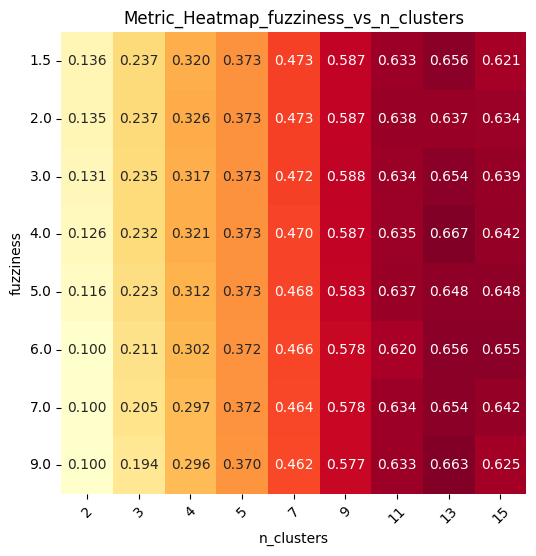 Metric_Heatmap_fuzziness_vs_n_clusters
1.5 0.136 0.237 0.320 0.373 0.473 0.587 0.633 0.656 0.621
2.0 0.135 0.237 0.326 0.373 0.473 0.587 0.638 0.637 0.634
3.0 0.131 0.235 0.317 0.373 0.472 0.588 0.634 0.654 0.639
4.0 0.126 0.232 0.321 0.373 0.470 0.587 0.635 0.667 0.642
5.0 0.116 0.223 0.312 0.373 0.468 0.583 0.637 0.648 0.648
6.0 0.100 0.211 0.302 0.372 0.466 0.578 0.620 0.656 0.655
7.0 0.100 0.205 0.297 0.372 0.464 0.578 0.634 0.654 0.642
9.0 0.100 0.194 0.296 0.370 0.462 0.577 0.633 0.663 0.625
fuzziness
2 3 4 5 7 9 11 13 15
n_clusters